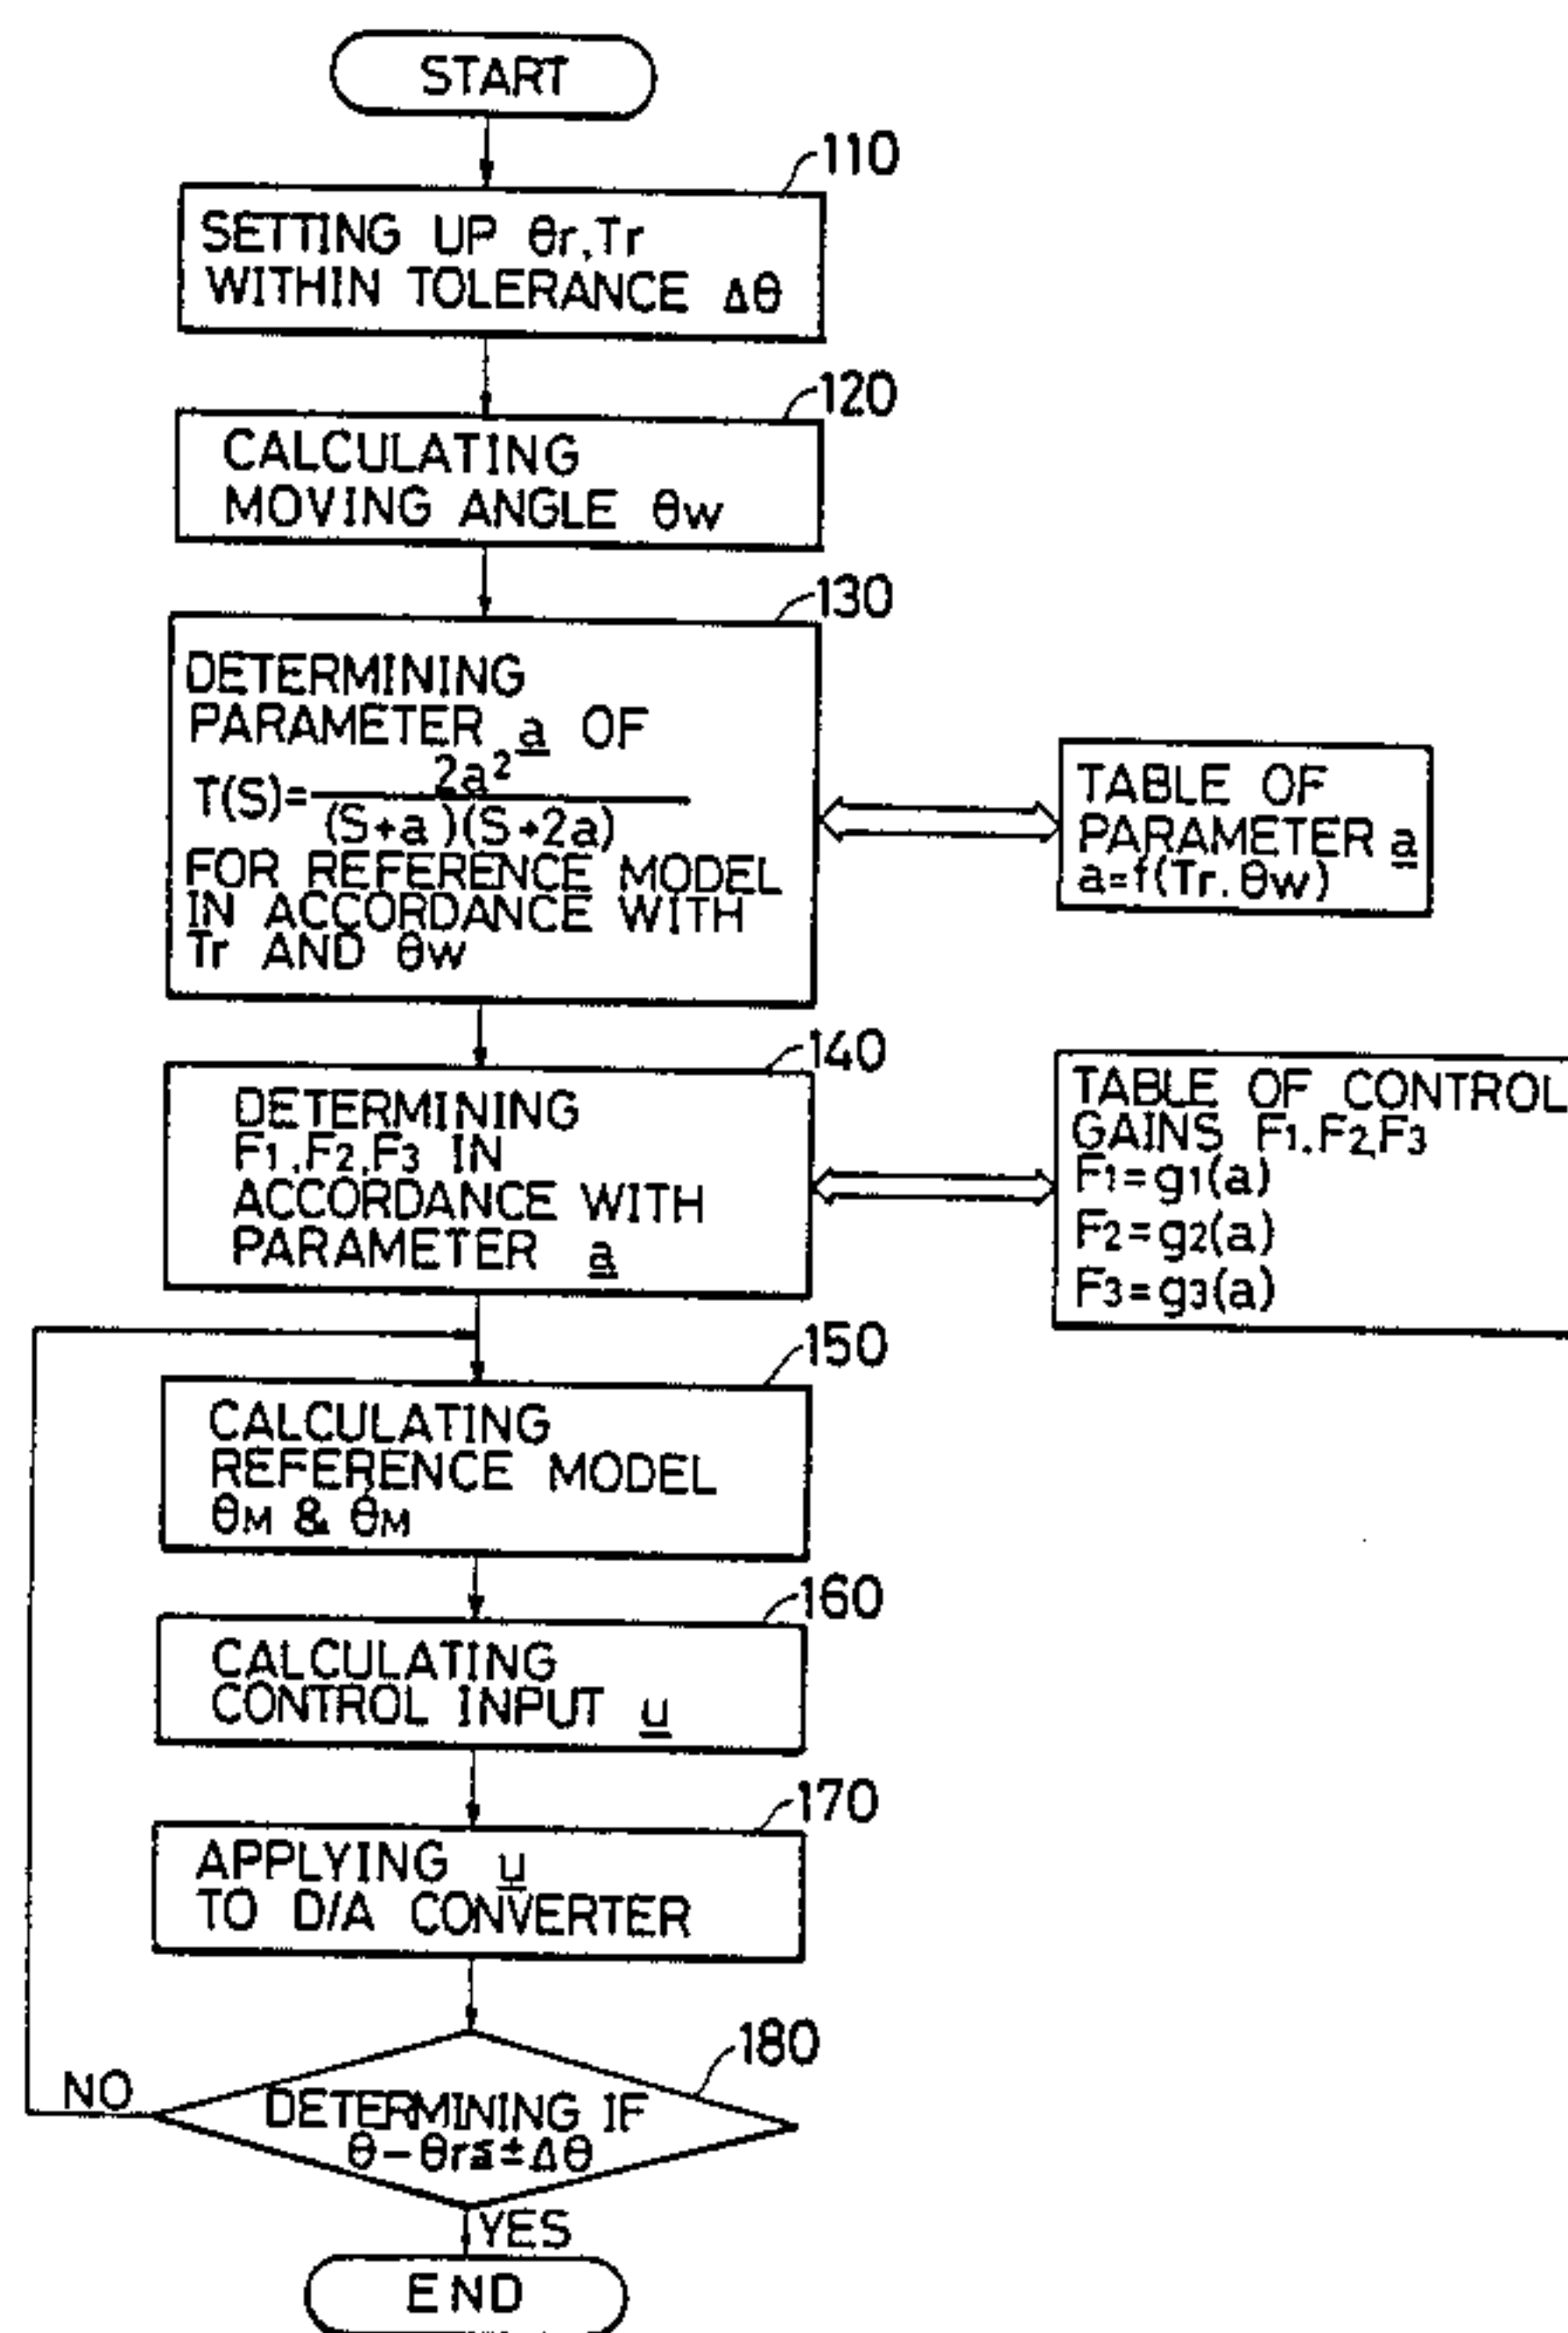 START
110
SETTING UP θr,Tr
WITHIN TOLERANCE Δθ
120
CALCULATING
MOVING ANGLE θw
130
DETERMINING
PARAMETER a OF
T(S)=2a²/(S+a)(S+2a)
FOR REFERENCE MODEL
IN ACCORDANCE WITH
Tr AND θw
TABLE OF
PARAMETER a
a=f(Tr,θw)
140
DETERMINING
F1,F2,F3 IN
ACCORDANCE WITH
PARAMETER a
TABLE OF CONTROL
GAINS F1,F2,F3
F1=g1(a)
F2=g2(a)
F3=g3(a)
150
CALCULATING
REFERENCE MODEL
θM & θ̇M
160
CALCULATING
CONTROL INPUT u
170
APPLYING u
TO D/A CONVERTER
180
NO
DETERMINING IF
θ-θr≤±Δθ
YES
END